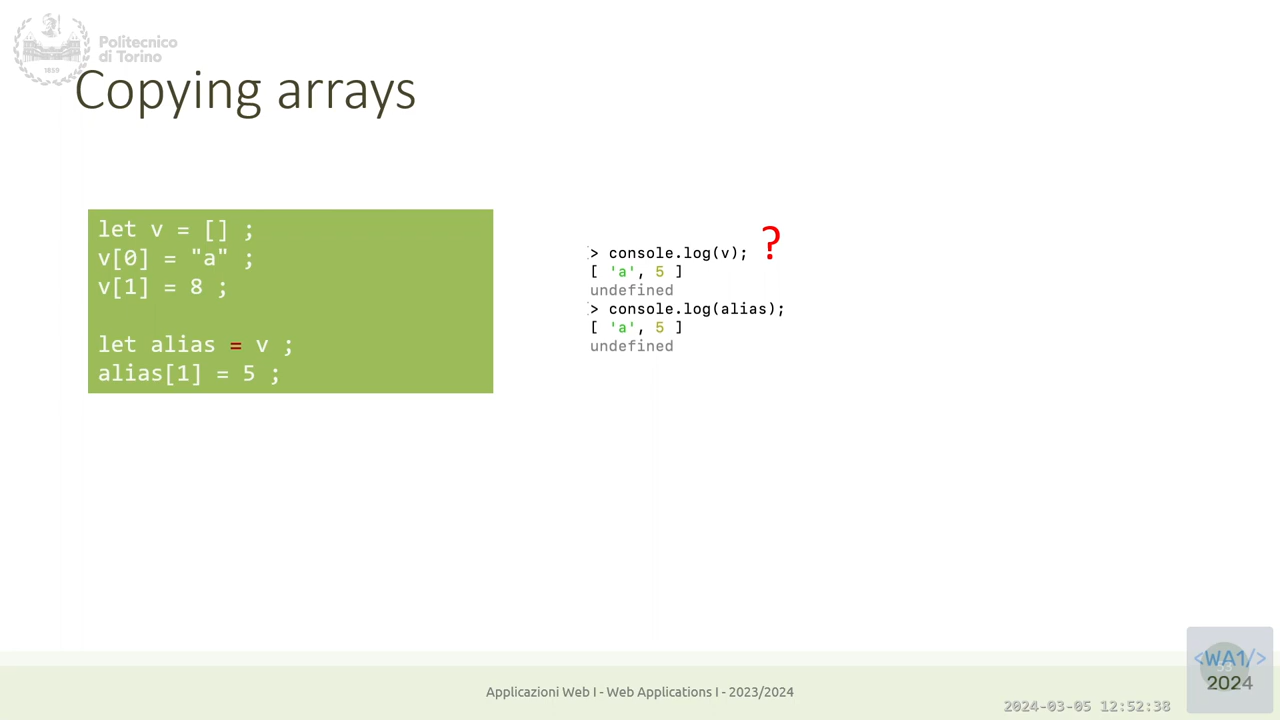 Politecnico
di Torino
1859
Copying arrays
let v = [] ;
v[0] = "a" ;
v[1] = 8 ;
let alias = v ;
alias[1] = 5 ;
?
> console.log(v);
[ 'a', 5 ]
undefined
> console.log(alias);
[ 'a', 5 ]
undefined
<WA1/>
2024
Applicazioni Web I - Web Applications I - 2023/2024
2024-03-05 12:52:38